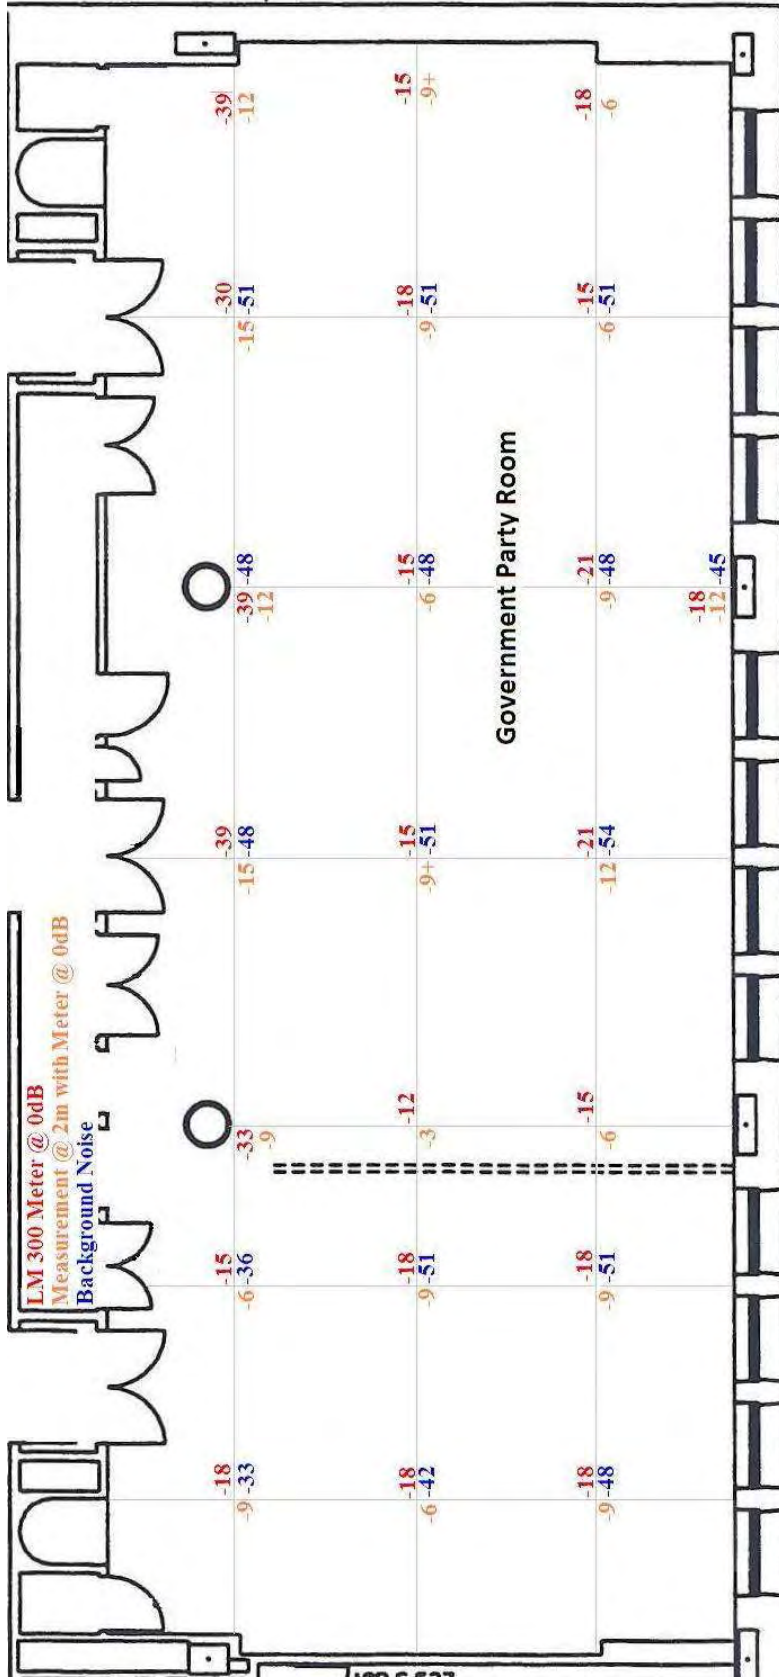 LM 300 Meter @ 0dB
Measurement @ 2m with Meter @ 0dB
Background Noise
-18 -15 -39 -30 -39
-9 -33 -6 -36 -33 -15 -48 -39 -48 -15 -51 -12
-9 -12
-18 -18 -12 -15 -15 -18 -15
-6 -42 -9 -51 -3 -9+ -51 -6 -48 -9 -51 -9+
Government Party Room
-18 -18 -15 -21 -21 -15 -18
-9 -48 -9 -51 -6 -12 -54 -9 -48 -6 -51 -6
-18
-12 -45